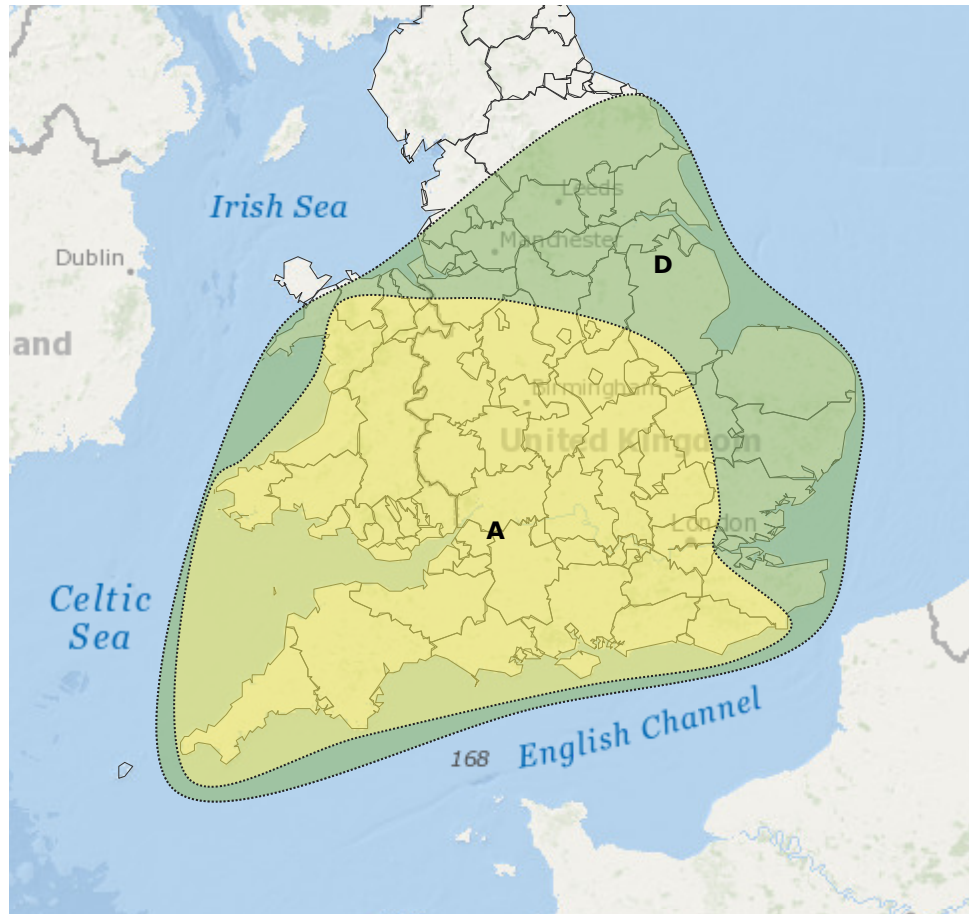 Leeds
Irish Sea
Manchester
Dublin
D
and
Birmingham
United Kingdom
London
A
Celtic
Sea
English Channel
168